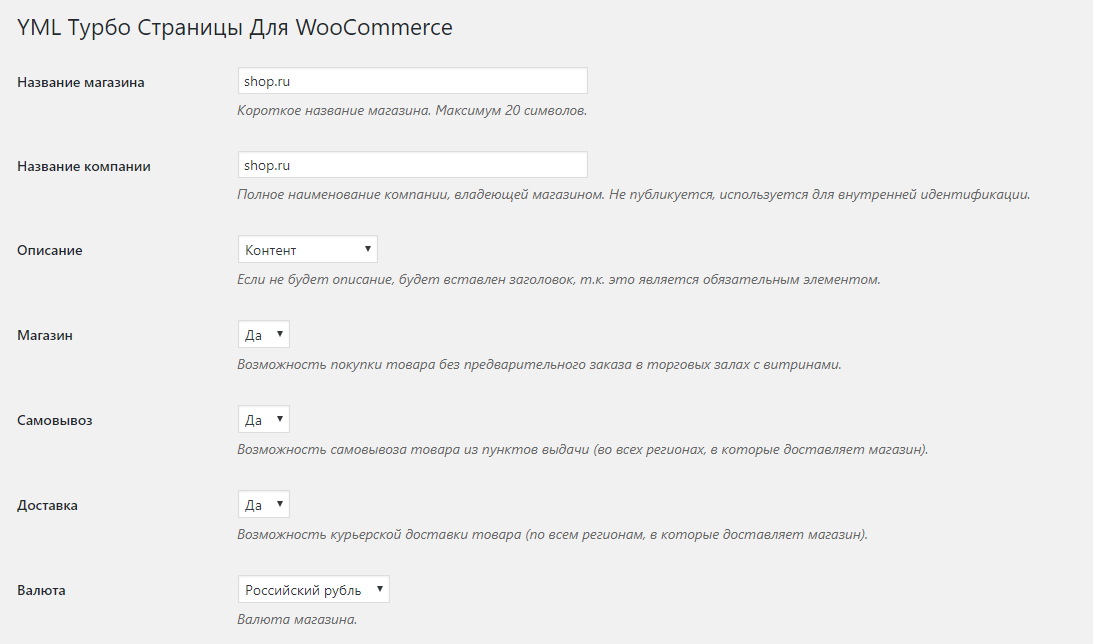 YML Турбо Страницы Для WooCommerce
Название магазина
shop.ru
Короткое название магазина. Максимум 20 символов.
Название компании
shop.ru
Полное наименование компании, владеющей магазином. Не публикуется, используется для внутренней идентификации.
Описание
Контент
Если не будет описание, будет вставлен заголовок, т.к. это является обязательным элементом.
Магазин
Да
Возможность покупки товара без предварительного заказа в торговых залах с витринами.
Самовывоз
Да
Возможность самовывоза товара из пунктов выдачи (во всех регионах, в которые доставляет магазин).
Доставка
Да
Возможность курьерской доставки товара (по всем регионам, в которые доставляет магазин).
Валюта
Российский рубль
Валюта магазина.